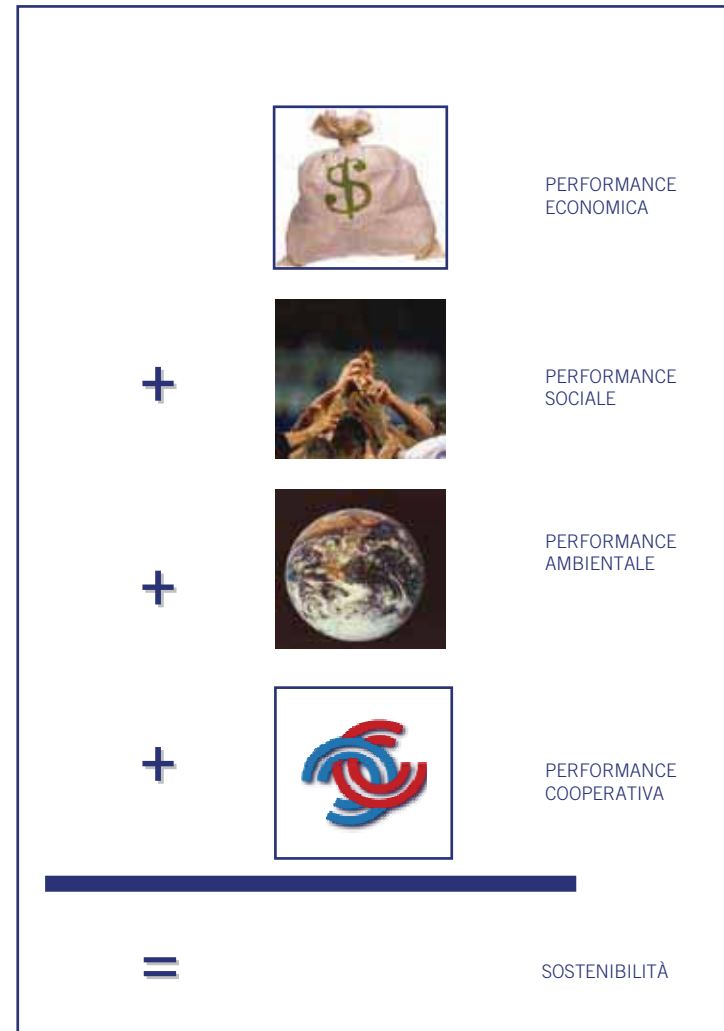 $
PERFORMANCE
ECONOMICA
+
PERFORMANCE
SOCIALE
+
PERFORMANCE
AMBIENTALE
+
PERFORMANCE
COOPERATIVA
=
SOSTENIBILITÀ